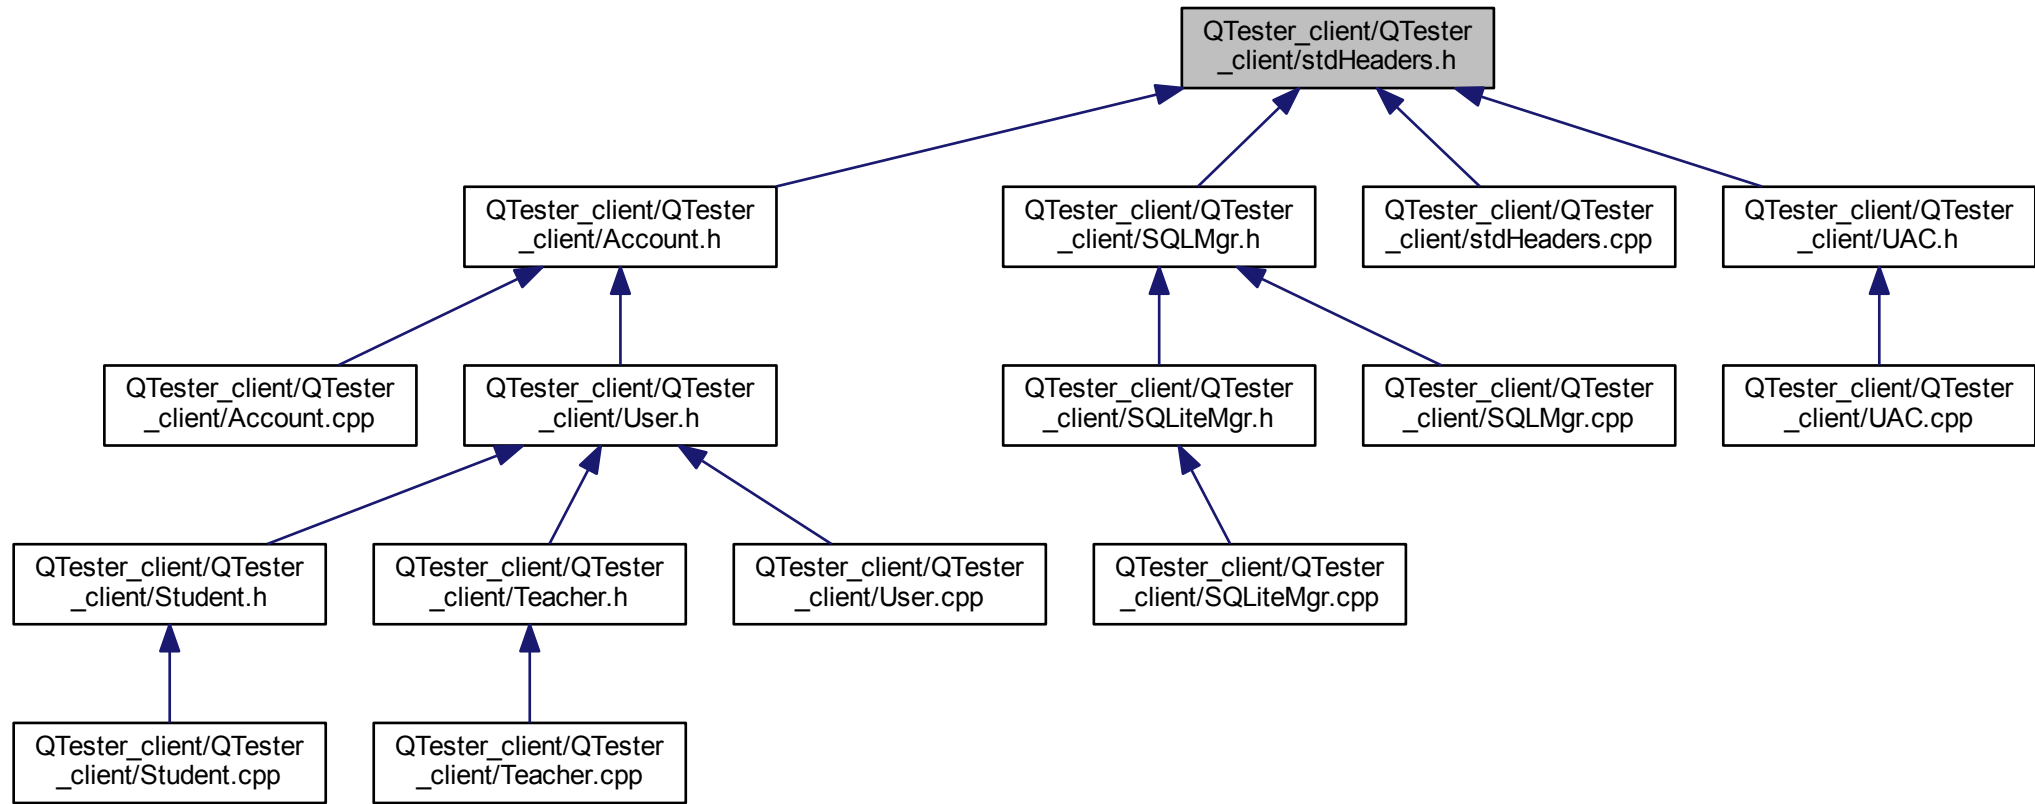 QTester_client/QTester
_client/stdHeaders.h
QTester_client/QTester
_client/Account.h
QTester_client/QTester
_client/SQLMgr.h
QTester_client/QTester
_client/stdHeaders.cpp
QTester_client/QTester
_client/UAC.h
QTester_client/QTester
_client/Account.cpp
QTester_client/QTester
_client/User.h
QTester_client/QTester
_client/SQLiteMgr.h
QTester_client/QTester
_client/SQLMgr.cpp
QTester_client/QTester
_client/UAC.cpp
QTester_client/QTester
_client/Student.h
QTester_client/QTester
_client/Teacher.h
QTester_client/QTester
_client/User.cpp
QTester_client/QTester
_client/SQLiteMgr.cpp
QTester_client/QTester
_client/Student.cpp
QTester_client/QTester
_client/Teacher.cpp